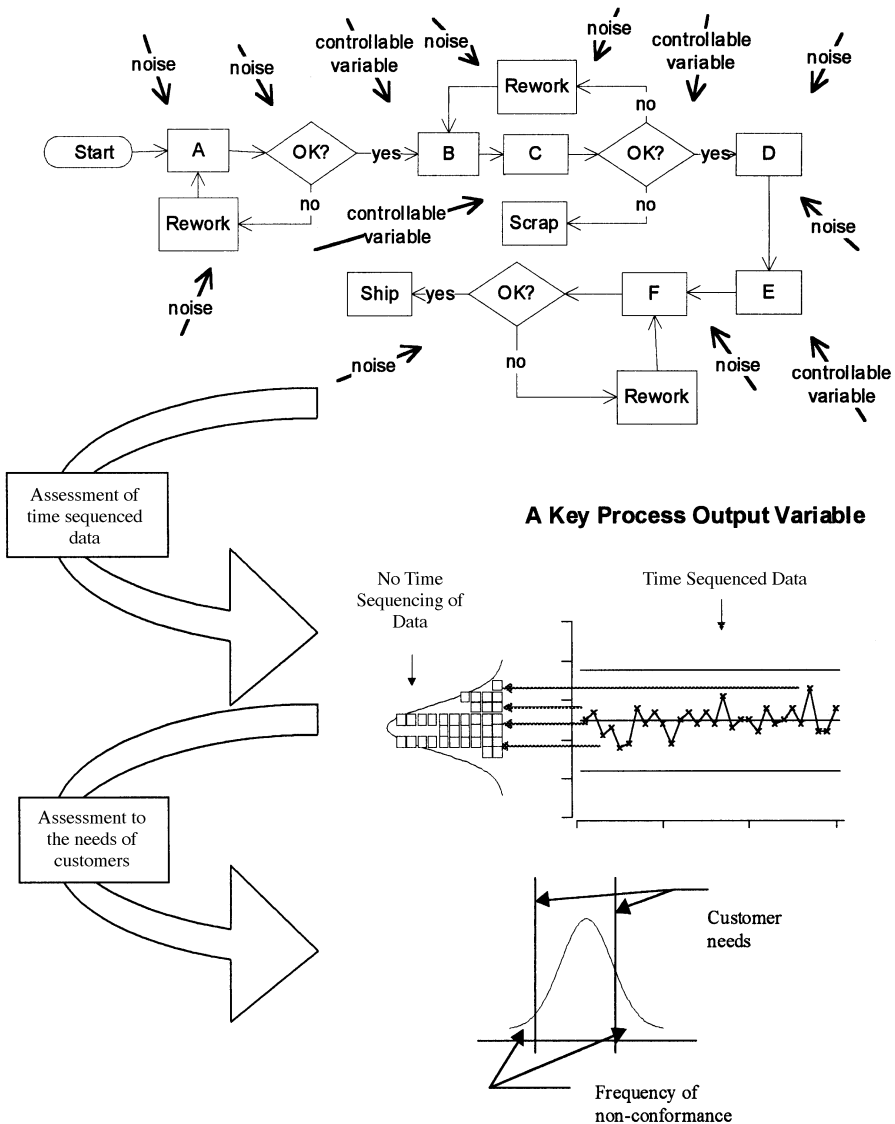 noise
noise
controllable
variable
noise
noise
controllable
variable
noise
Rework
no
Start
A
OK?
yes
B
C
OK?
yes
D
no
Rework
controllable
variable
Scrap
no
noise
noise
Ship
yes
OK?
F
E
noise
no
noise
controllable
variable
Rework
Assessment of
time sequenced
data
A Key Process Output Variable
No Time
Sequencing of
Data
Time Sequenced Data
Assessment to
the needs of
customers
Customer
needs
Frequency of
non-conformance